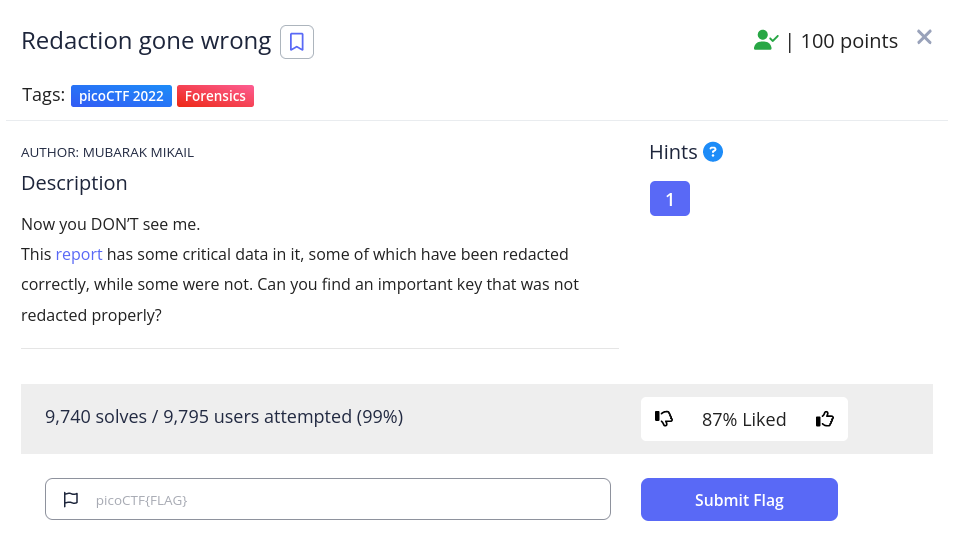 Redaction gone wrong
| 100 points
Tags: picoCTF 2022 Forensics
AUTHOR: MUBARAK MIKAIL
Description
Now you DON’T see me.
This report has some critical data in it, some of which have been redacted
correctly, while some were not. Can you find an important key that was not
redacted properly?
Hints ?
1
9,740 solves / 9,795 users attempted (99%)
87% Liked
picoCTF{FLAG}
Submit Flag